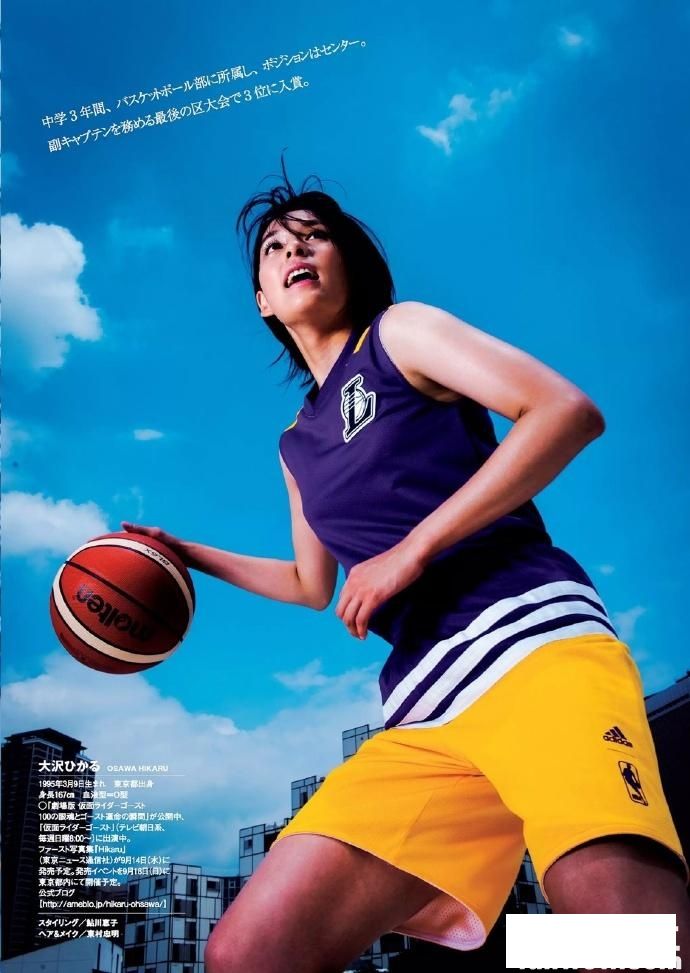 中学3年間、バスケットボール部に所属し、ポジションはセンター。
副キャプテンを務める最後の区大会で3位に入賞。
L
GL6X
molten
adidas
大沢ひかる OSAWA HIKARU
1995年3月9日生まれ 東京都出身
身長167㎝ 血液型=O型
◯『劇場版 仮面ライダーゴースト
100の眼魂とゴースト運命の瞬間』が公開中、
『仮面ライダーゴースト』(テレビ朝日系、
毎週日曜8:00~)に出演中。
ファースト写真集『Hikaru』
(東京ニュース通信社)が9月14日(水)に
発売予定。発売イベントを9月18日(日)に
東京都内にて開催予定。
公式ブログ
【http://ameblo.jp/hikaru-ohsawa/】
スタイリング/鮎川恵子
ヘア&メイク/東村忠明